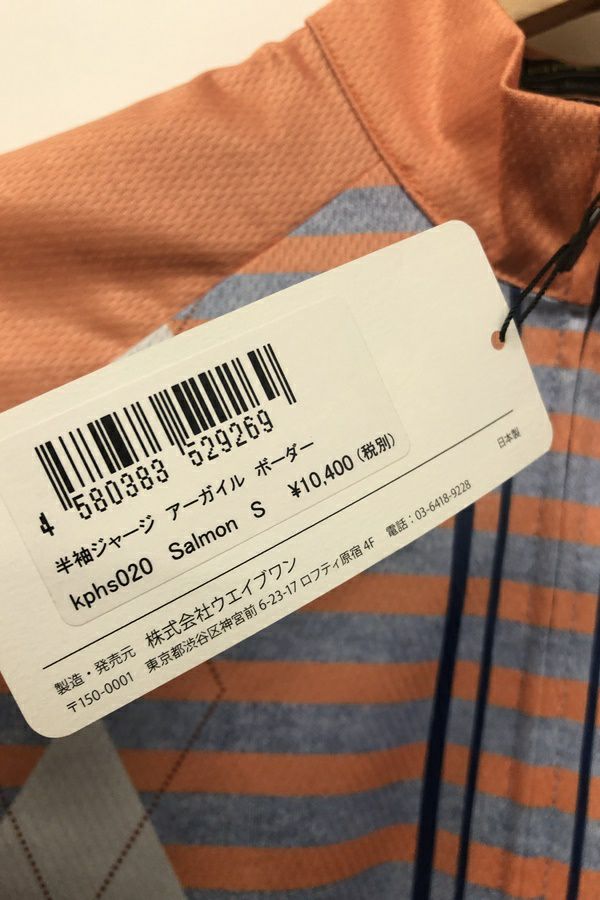 4 580383 529269
半袖ジャージ アーガイル ボーダー
kphs020 Salmon S ¥10,400(税別)
日本製
製造・発売元 株式会社ウエイブワン
〒150-0001 東京都渋谷区神宮前 6-23-17 ロフティ原宿 4F 電話:03-6418-9228